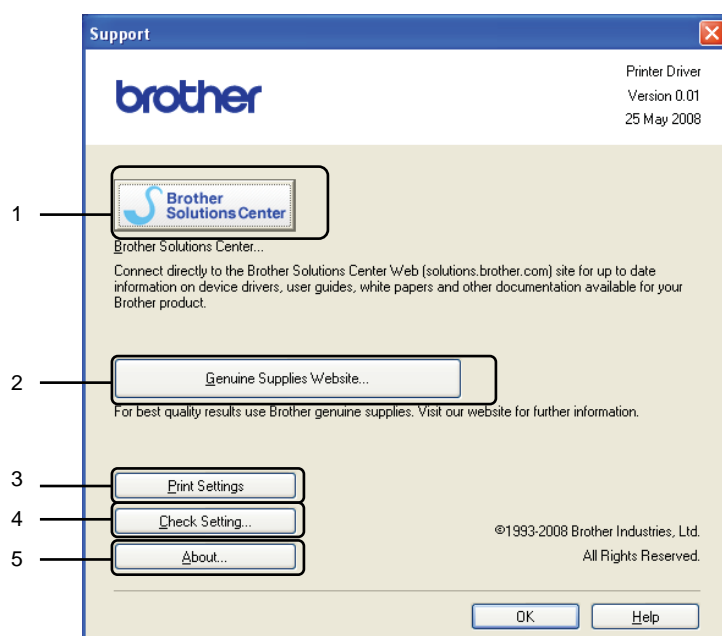 Support
brother
Printer Driver
Version 0.01
25 May 2008
1
Brother
Solutions Center
Brother Solutions Center...
Connect directly to the Brother Solutions Center Web (solutions.brother.com) site for up to date
information on device drivers, user guides, white papers and other documentation available for your
Brother product.
2
Genuine Supplies Website...
For best quality results use Brother genuine supplies. Visit our website for further information.
3
Print Settings
4
Check Setting...
5
About...
©1993-2008 Brother Industries, Ltd.
All Rights Reserved.
OK
Help